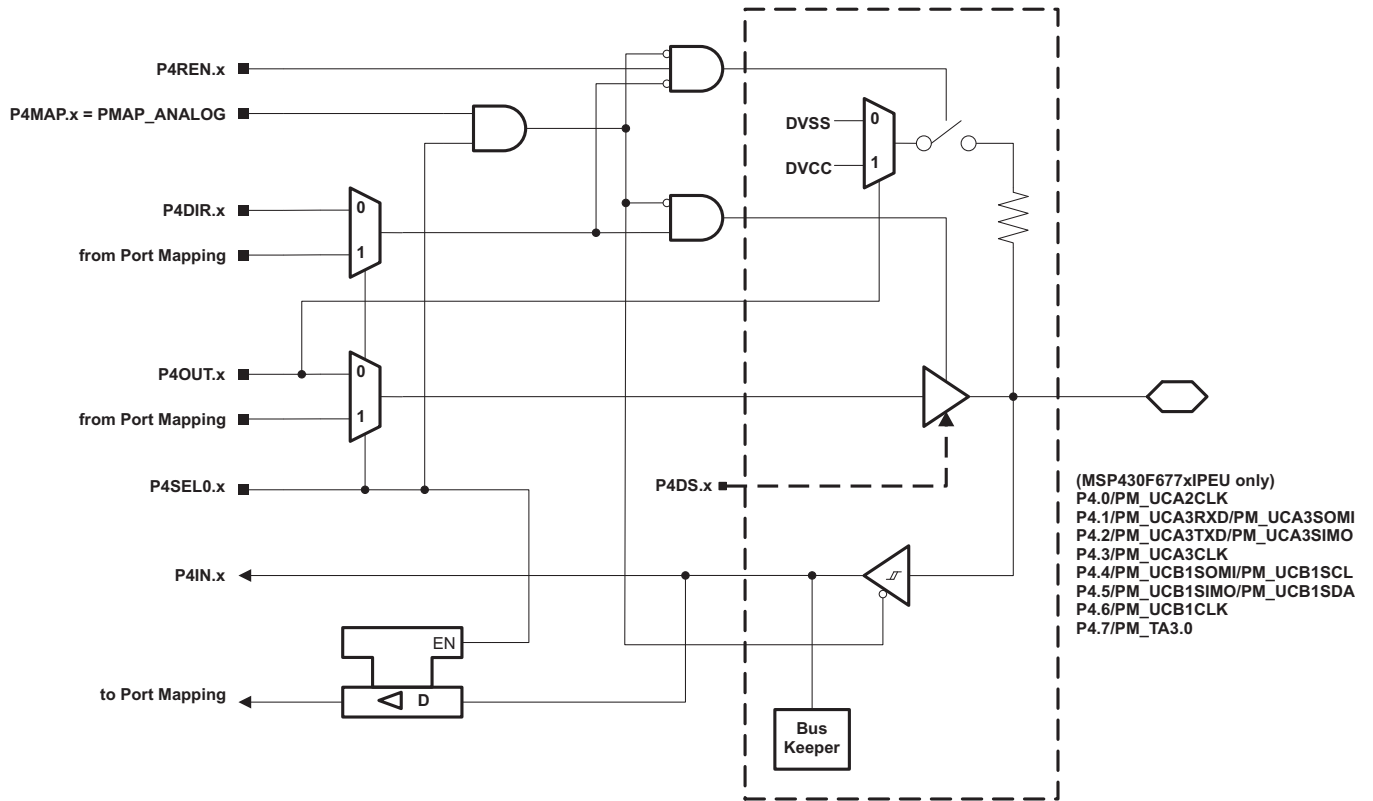 P4REN.x
P4MAP.x = PMAP_ANALOG
DVSS
0
DVCC
1
P4DIR.x
0
from Port Mapping
1
P4OUT.x
0
from Port Mapping
1
P4SEL0.x
P4DS.x
(MSP430F677xIPEU only)
P4.0/PM_UCA2CLK
P4.1/PM_UCA3RXD/PM_UCA3SOMI
P4.2/PM_UCA3TXD/PM_UCA3SIMO
P4.3/PM_UCA3CLK
P4.4/PM_UCB1SOMI/PM_UCB1SCL
P4.5/PM_UCB1SIMO/PM_UCB1SDA
P4.6/PM_UCB1CLK
P4.7/PM_TA3.0
P4IN.x
EN
to Port Mapping
D
Bus
Keeper